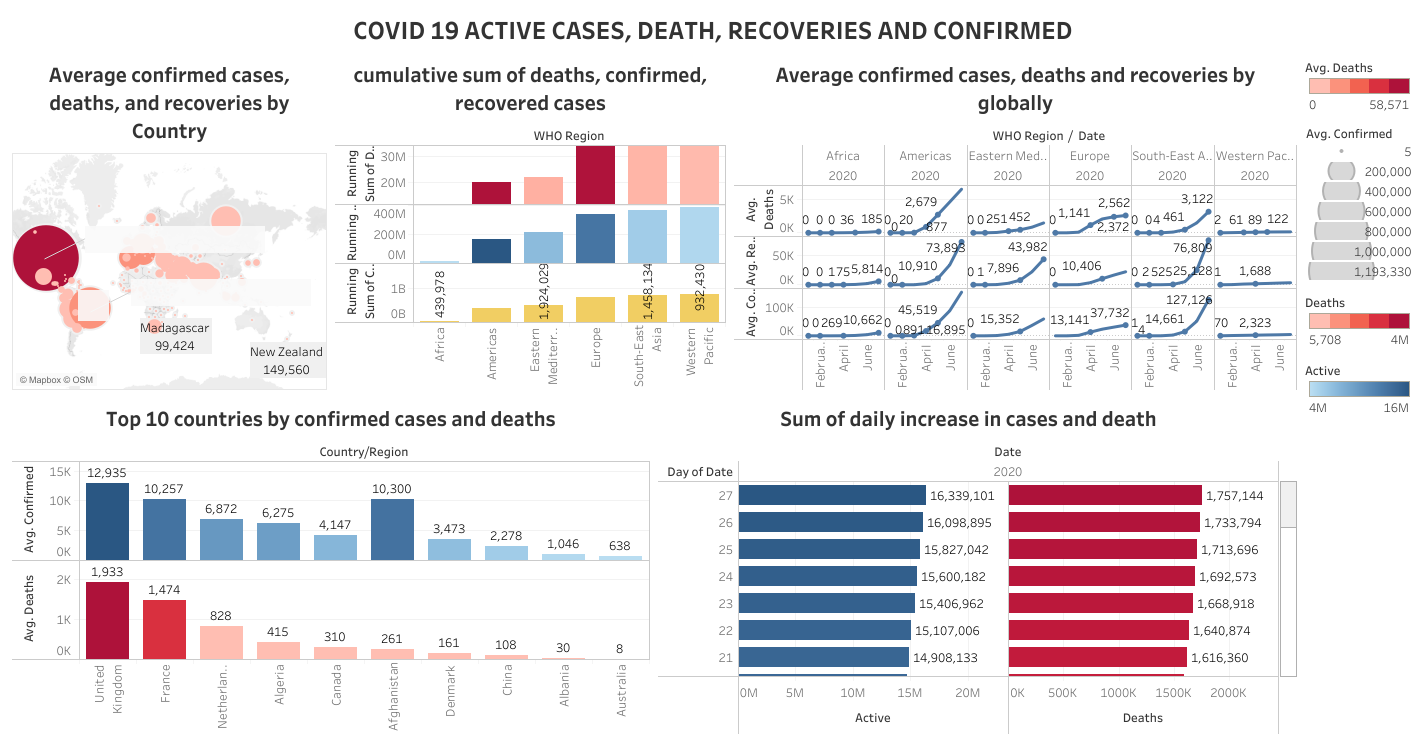 COVID 19 ACTIVE CASES, DEATH, RECOVERIES AND CONFIRMED
Average confirmed cases,
deaths, and recoveries by
Country
Madagascar
99,424
New Zealand
149,560
© Mapbox © OSM
cumulative sum of deaths, confirmed,
recovered cases
WHO Region
Running
Sum of D..
30M
20M
Running ..
400M
200M
0M
Running
Sum of C..
1B
0B
439,978
1,924,029
1,458,134
932,430
Africa
Americas
Eastern
Mediterr..
Europe
South-East
Asia
Western
Pacific
Average confirmed cases, deaths and recoveries by
globally
WHO Region / Date
Africa
Americas
Eastern Med..
Europe
South-East A..
Western Pac..
2020
2020
2020
2020
2020
2020
Avg.
Deaths
5K
0K
0 0 0 36 185
0 20
0
2,679
877
0 0 251 452
0 1,141
2,562
2,372
0 04 461
3,122
2 61 89 122
Avg. Re..
50K
0K
0 0 175 5,814
0
10,910
73,893
0 1 7,896
43,982
0 10,406
0 2 525 25,128
76,809
1 1,688
Avg. Co..
100K
0K
0 0 269 10,662
45,519
0 0 15,352
13,141 37,732
1
4
14,661
127,126
70 2,323
Februa..
April
June
Februa..
April
June
Februa..
April
June
Februa..
April
June
Februa..
April
June
Februa..
April
June
Avg. Deaths
0 58,571
Avg. Confirmed
5
200,000
400,000
600,000
800,000
1,000,000
1,193,330
Deaths
5,708 4M
Active
4M 16M
Top 10 countries by confirmed cases and deaths
Country/Region
Avg. Confirmed
15K
10K
5K
0K
12,935
10,257
6,872
6,275
4,147
10,300
3,473
2,278
1,046
638
Avg. Deaths
2K
1K
0K
1,933
1,474
828
415
310
261
161
108
30
8
United
Kingdom
France
Netherlan..
Algeria
Canada
Afghanistan
Denmark
China
Albania
Australia
Sum of daily increase in cases and death
Date
Day of Date
2020
27 16,339,101 1,757,144
26 16,098,895 1,733,794
25 15,827,042 1,713,696
24 15,600,182 1,692,573
23 15,406,962 1,668,918
22 15,107,006 1,640,874
21 14,908,133 1,616,360
0M 5M 10M 15M 20M
0K 500K 1000K 1500K 2000K
Active
Deaths